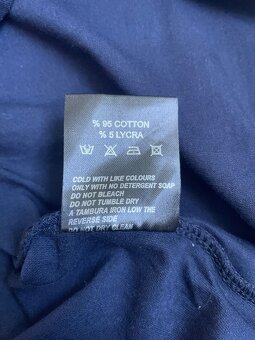 % 95 COTTON
% 5 LYCRA
COLD WITH LIKE COLOURS
ONLY WITH NO DETERGENT SOAP
DO NOT BLEACH
DO NOT TUMBLE DRY
A TAMBURA IRON LOW THE
REVERSE SIDE
DO NOT DRY CLEAN